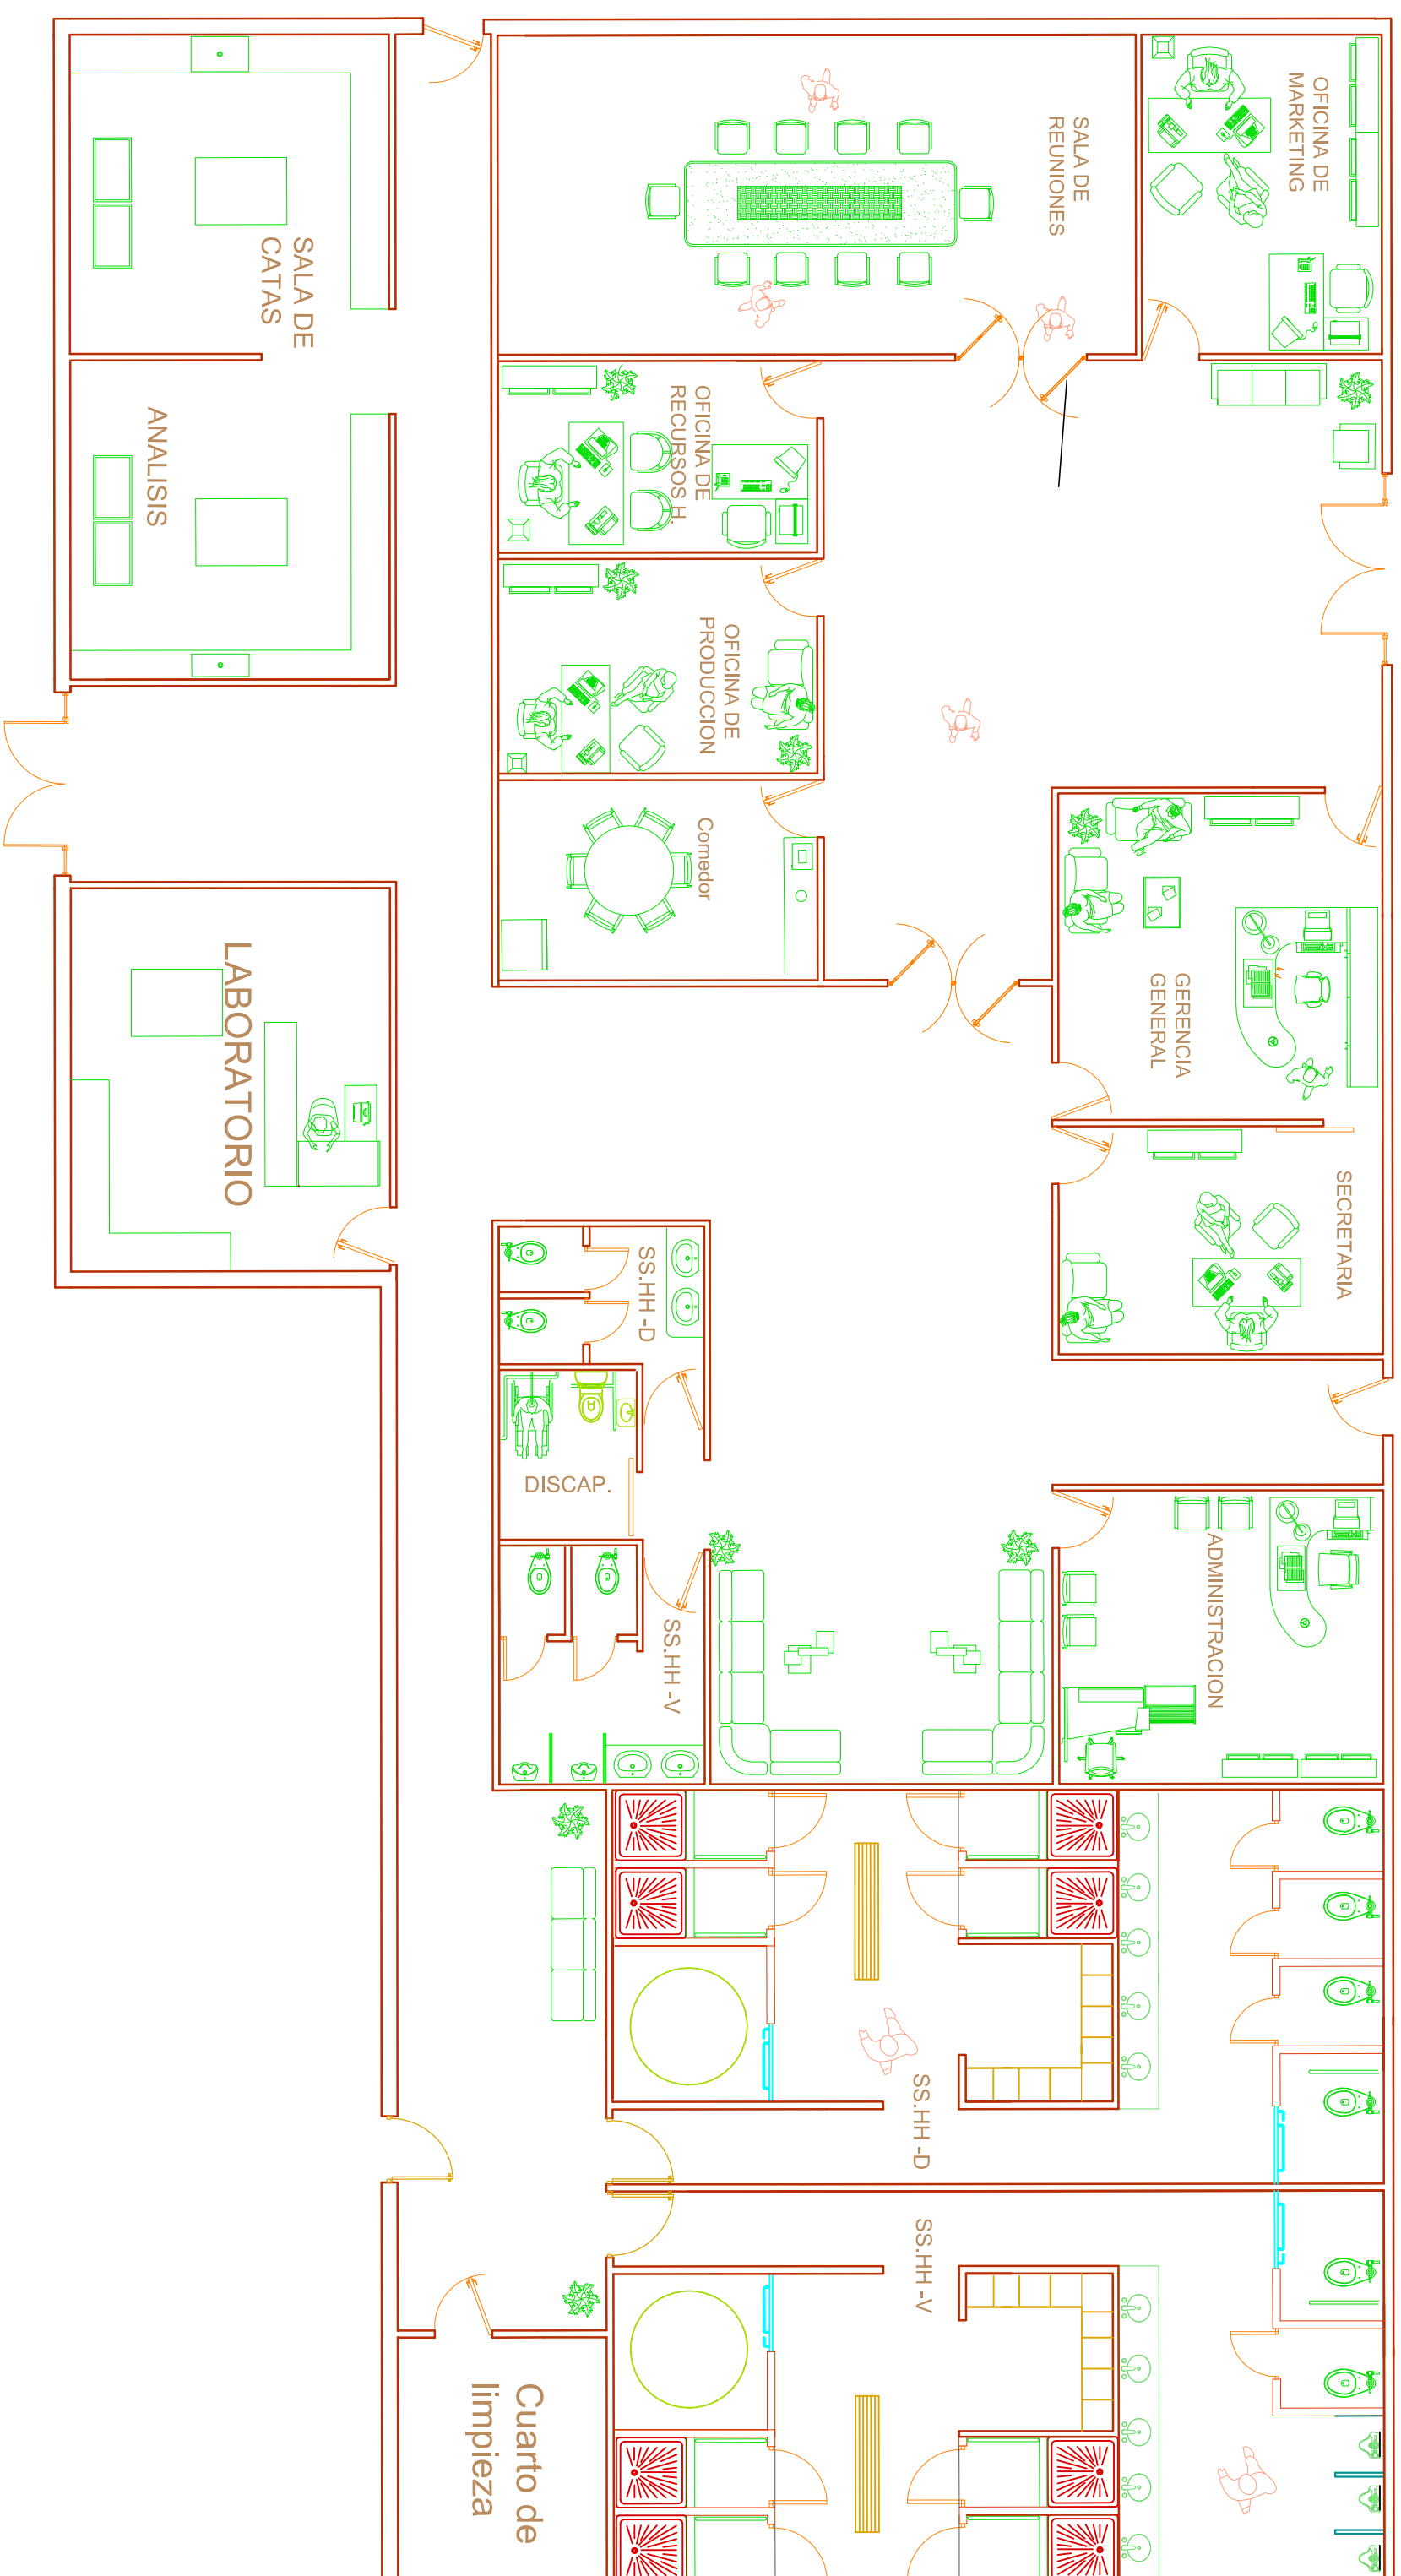 OFICINA DE
MARKETING
SALA DE
REUNIONES
SALA DE
CATAS
ANALISIS
OFICINA DE
RECURSOS H.
OFICINA DE
PRODUCCION
Comedor
GERENCIA
GENERAL
LABORATORIO
SECRETARIA
SS.HH -D
DISCAP.
ADMINISTRACION
SS.HH -V
SS.HH -D
SS.HH -V
Cuarto de
limpieza